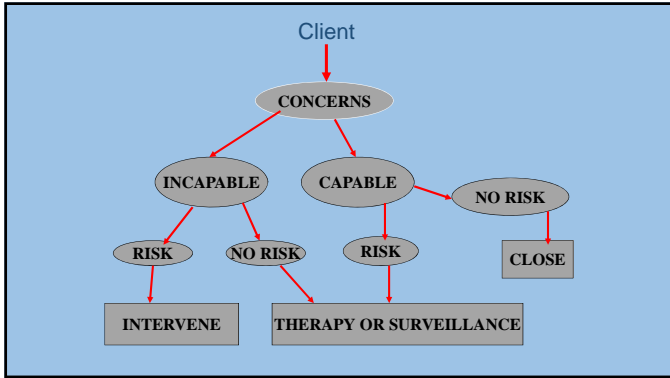 Client
CONCERNS
INCAPABLE
CAPABLE
NO RISK
RISK
NO RISK
RISK
CLOSE
INTERVENE
THERAPY OR SURVEILLANCE